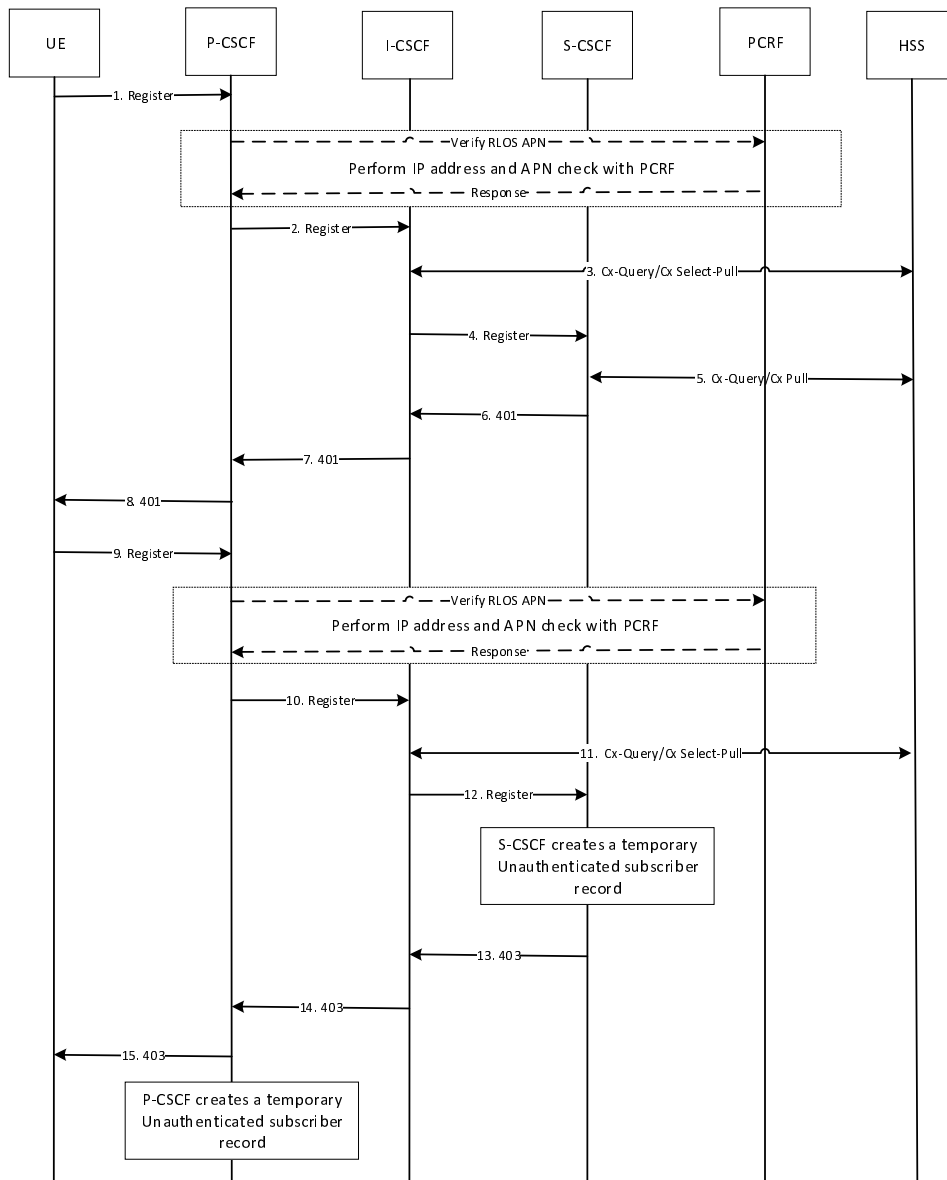 UE
P-CSCF
I-CSCF
S-CSCF
PCRF
HSS
1. Register
Verify RLOS APN
Perform IP address and APN check with PCRF
Response
2. Register
3. Cx-Query/Cx Select-Pull
4. Register
5. Cx-Query/Cx Pull
6. 401
7. 401
8. 401
9. Register
Verify RLOS APN
Perform IP address and APN check with PCRF
Response
10. Register
11. Cx-Query/Cx Select-Pull
12. Register
S-CSCF creates a temporary
Unauthenticated subscriber
record
13. 403
14. 403
15. 403
P-CSCF creates a temporary
Unauthenticated subscriber
record